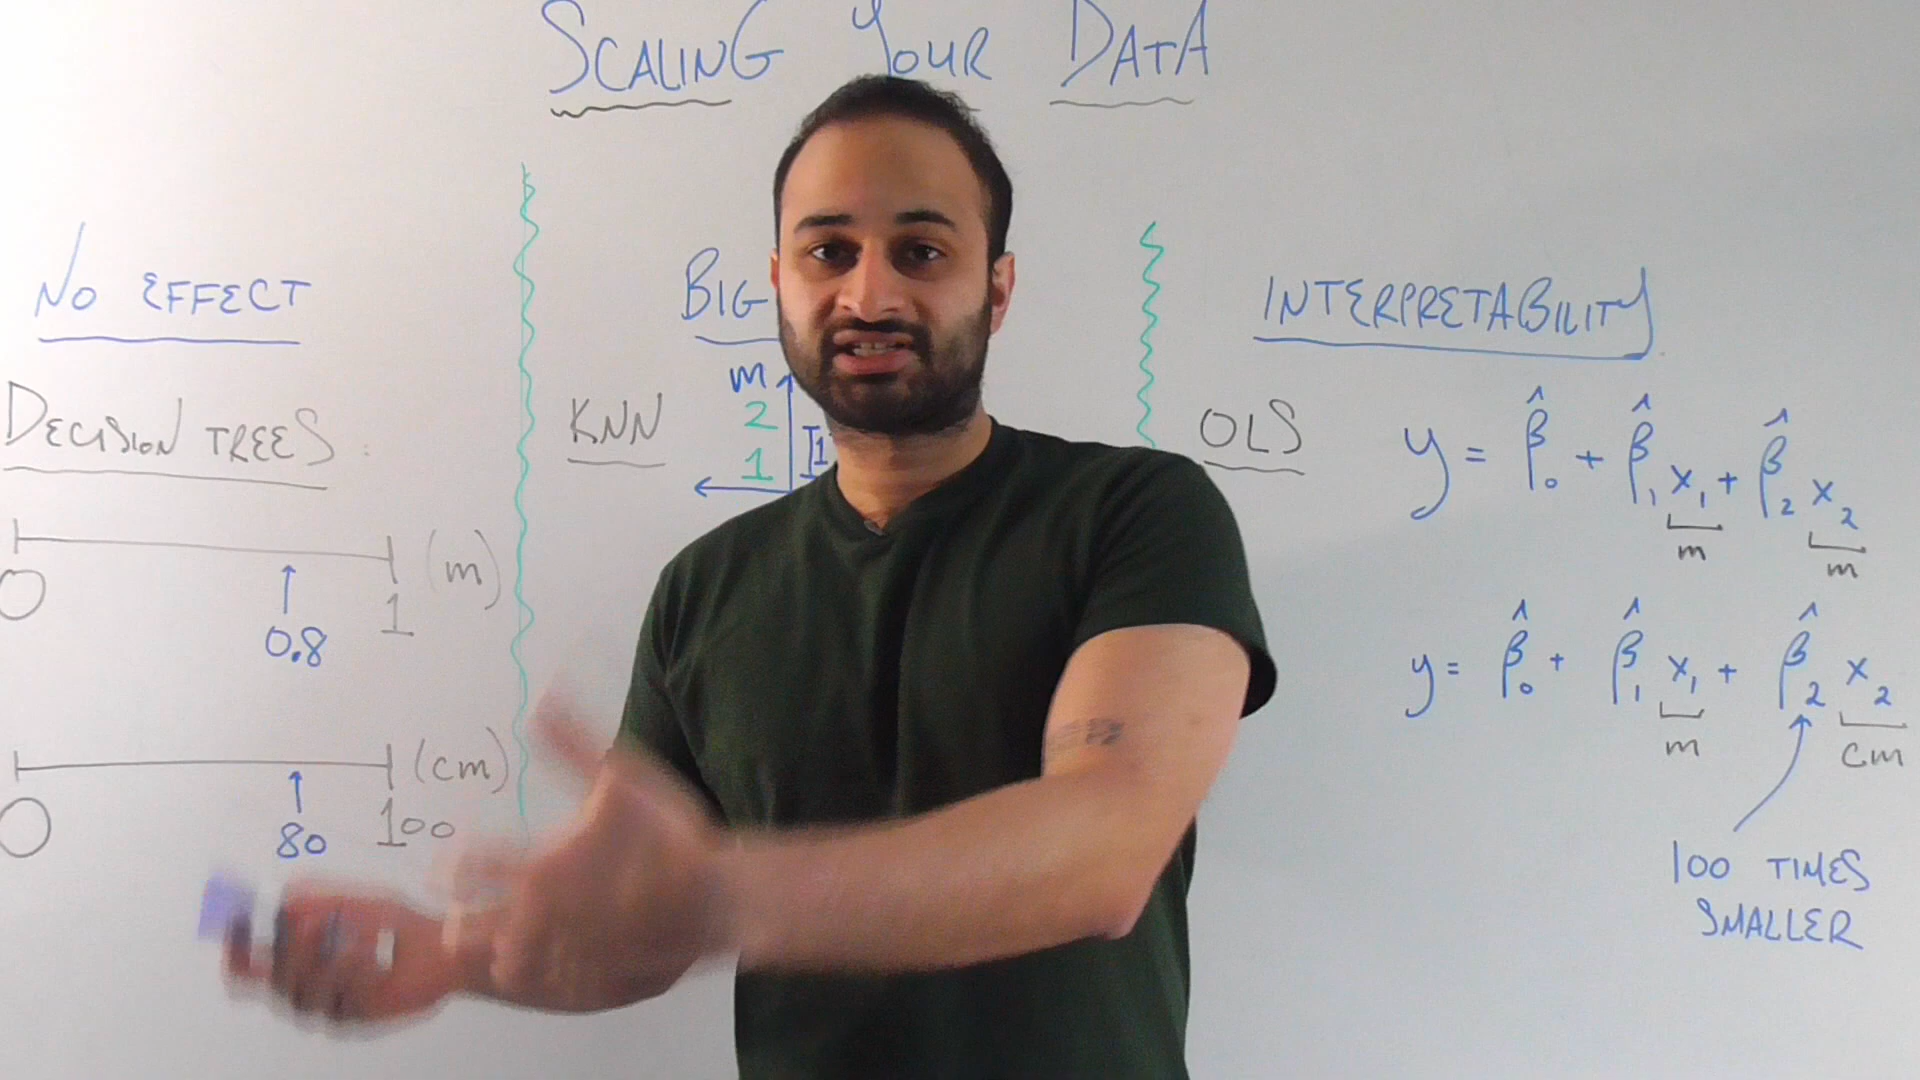 SCALING YOUR DATA
NO EFFECT
DECISION TREES:
0 1 (m)
0.8
0 100 (cm)
80
BIG
KNN
m
2
1
1
INTERPRETABILITY
OLS
y = β̂₀ + β̂₁ x₁ + β̂₂ x₂
m m
y = β̂₀ + β̂₁ x₁ + β̂₂ x₂
m cm
100 TIMES
SMALLER